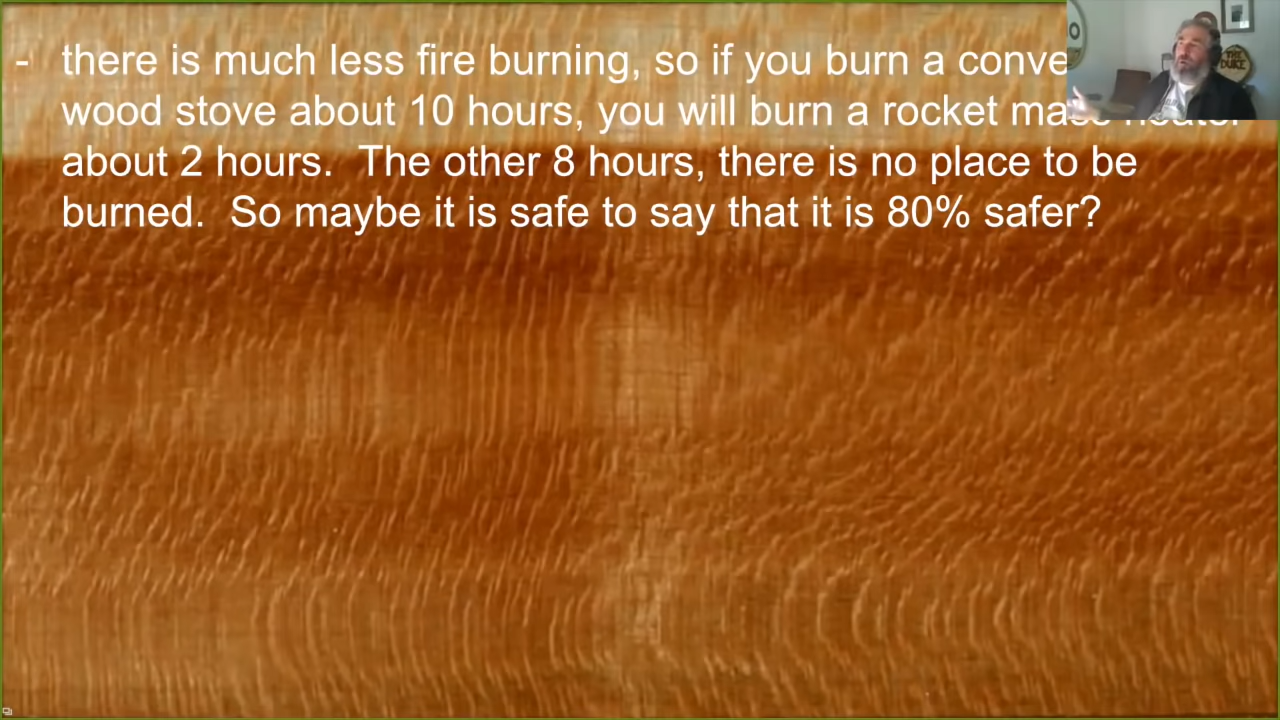 - there is much less fire burning, so if you burn a
wood stove about 10 hours, you will burn a rocket
about 2 hours. The other 8 hours, there is no place to be
burned. So maybe it is safe to say that it is 80% safer?
THE
DUKE